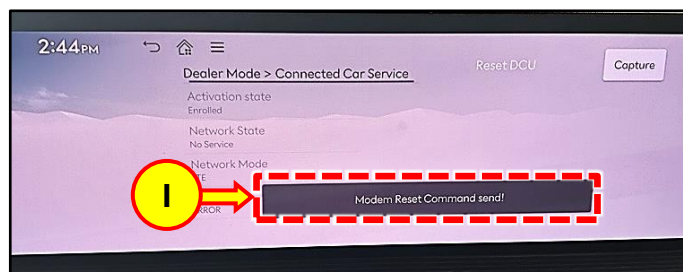 2:44PM
Dealer Mode > Connected Car Service
Reset DCU
Capture
Activation state
Enrolled
Network State
No Service
Network Mode
I
Modem Reset Command send!